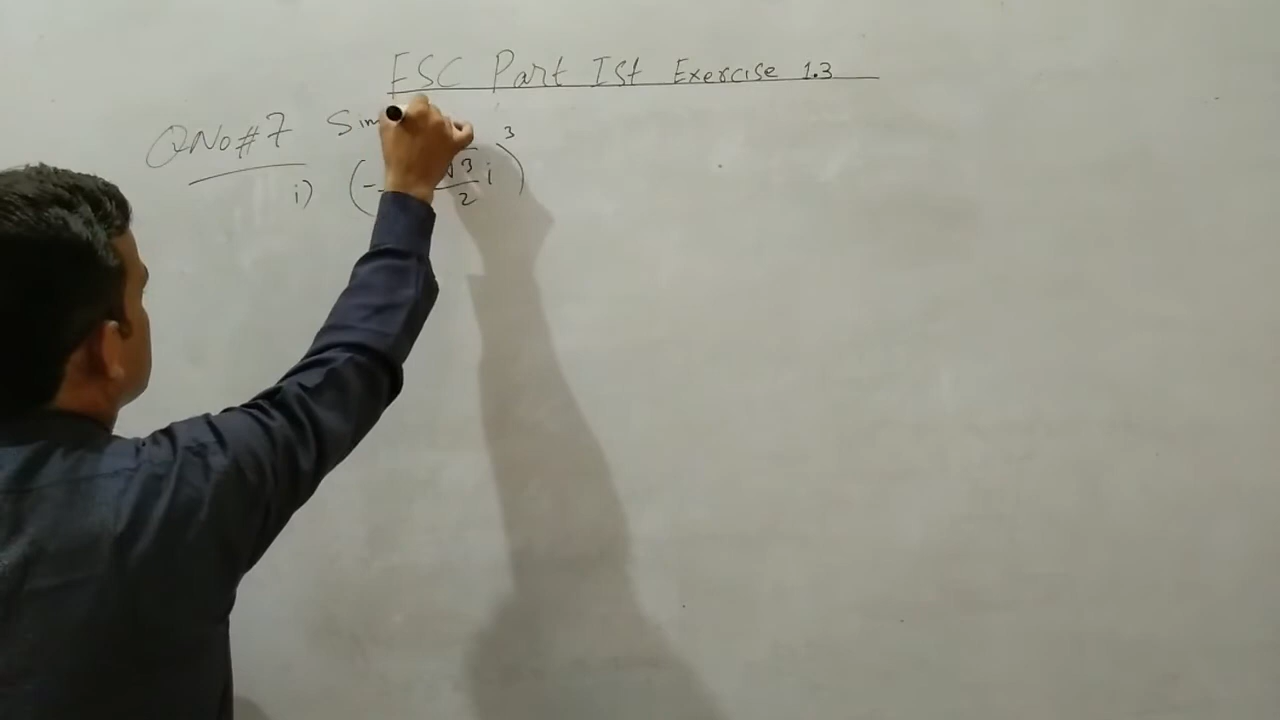 FSC Part Ist Exercise 1.3
QNo#7 Sim
i) (- √3/2 i)³